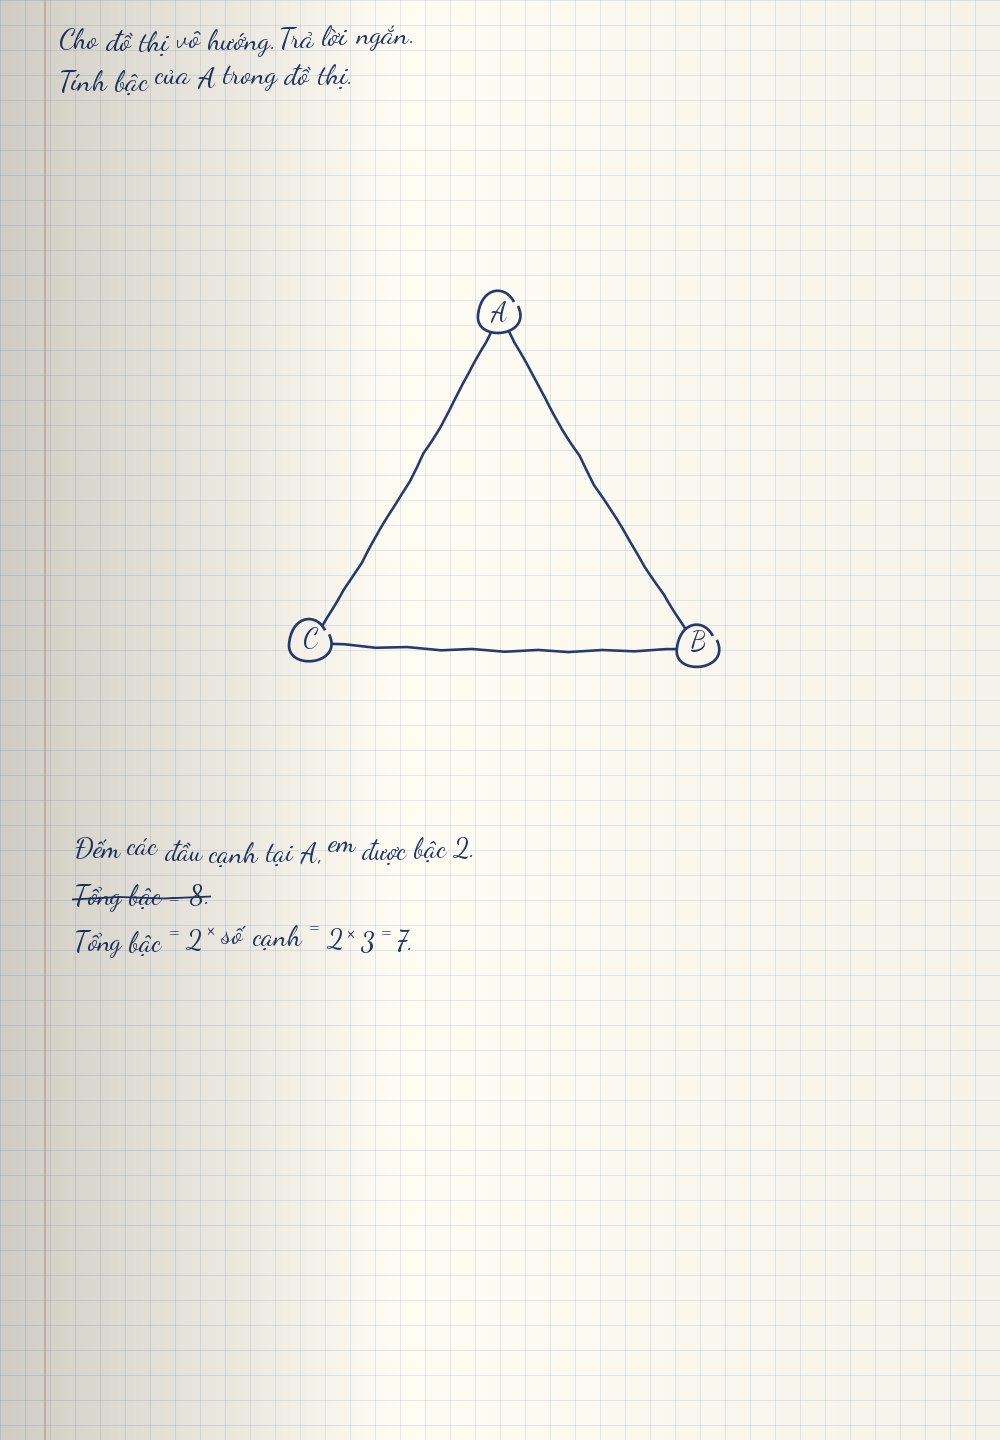 Cho đồ thị vô hướng. Trả lời ngắn.
Tính bậc của A trong đồ thị.
A
C
B
Đếm các đầu cạnh tại A, em được bậc 2.
Tổng bậc = 8.
Tổng bậc = 2 × số cạnh = 2 × 3 = 7.